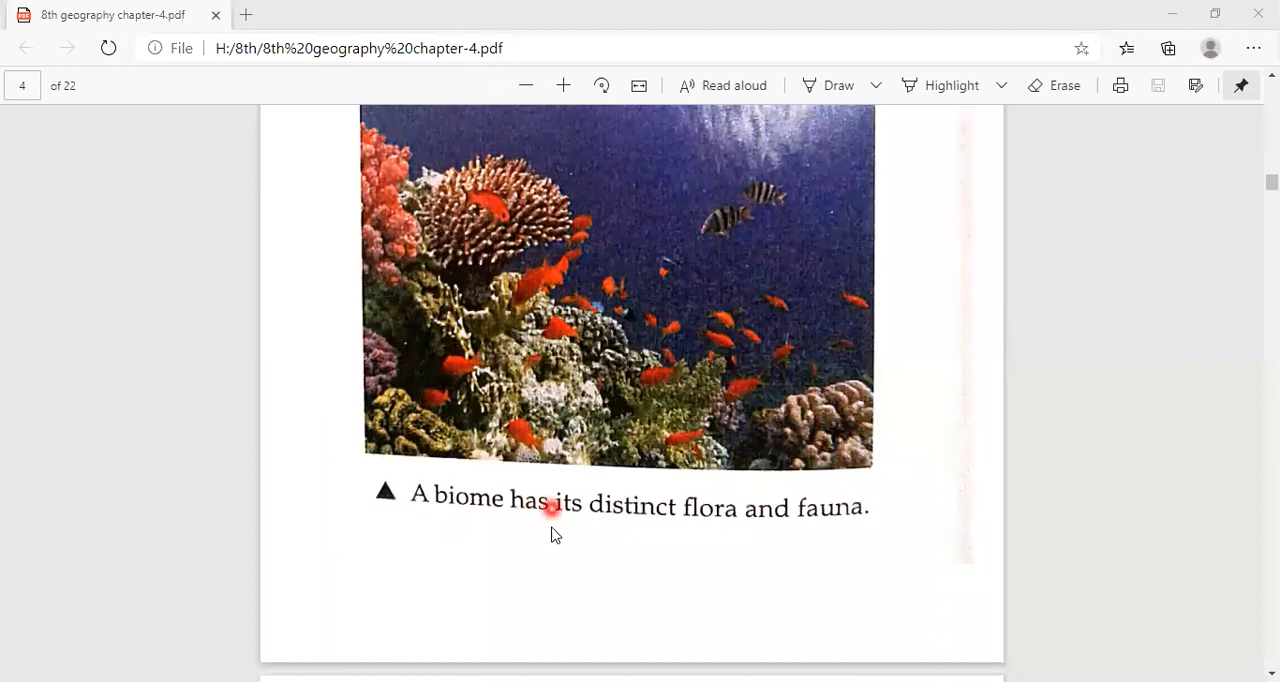 8th geography chapter-4.pdf
File H:/8th/8th%20geography%20chapter-4.pdf
4 of 22 Read aloud Draw Highlight Erase
▲ A biome has its distinct flora and fauna.